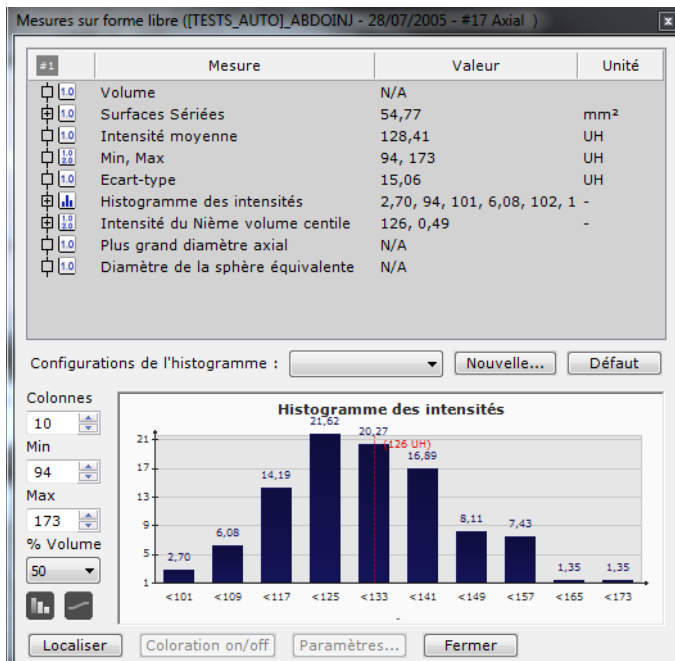 Mesures sur forme libre ([TESTS_AUTO]_ABDOINJ - 28/07/2005 - #17 Axial )
#1 Mesure Valeur Unité
1.0 Volume N/A
1.0 Surfaces Sériées 54,77 mm²
1.0 Intensité moyenne 128,41 UH
1.0 2.0 Min, Max 94, 173 UH
1.0 Ecart-type 15,06 UH
Histogramme des intensités 2,70, 94, 101, 6,08, 102, 1 -
1.0 2.0 Intensité du Nième volume centile 126, 0,49 -
1.0 Plus grand diamètre axial N/A
1.0 Diamètre de la sphère équivalente N/A
Configurations de l'histogramme : Nouvelle... Défaut
Colonnes
10
Min
94
Max
173
% Volume
50
Histogramme des intensités
21,62
20,27
(126 UH)
16,89
14,19
8,11
7,43
6,08
2,70
1,35 1,35
21
17
13
9
5
1
<101 <109 <117 <125 <133 <141 <149 <157 <165 <173
-
Localiser Coloration on/off Paramètres... Fermer